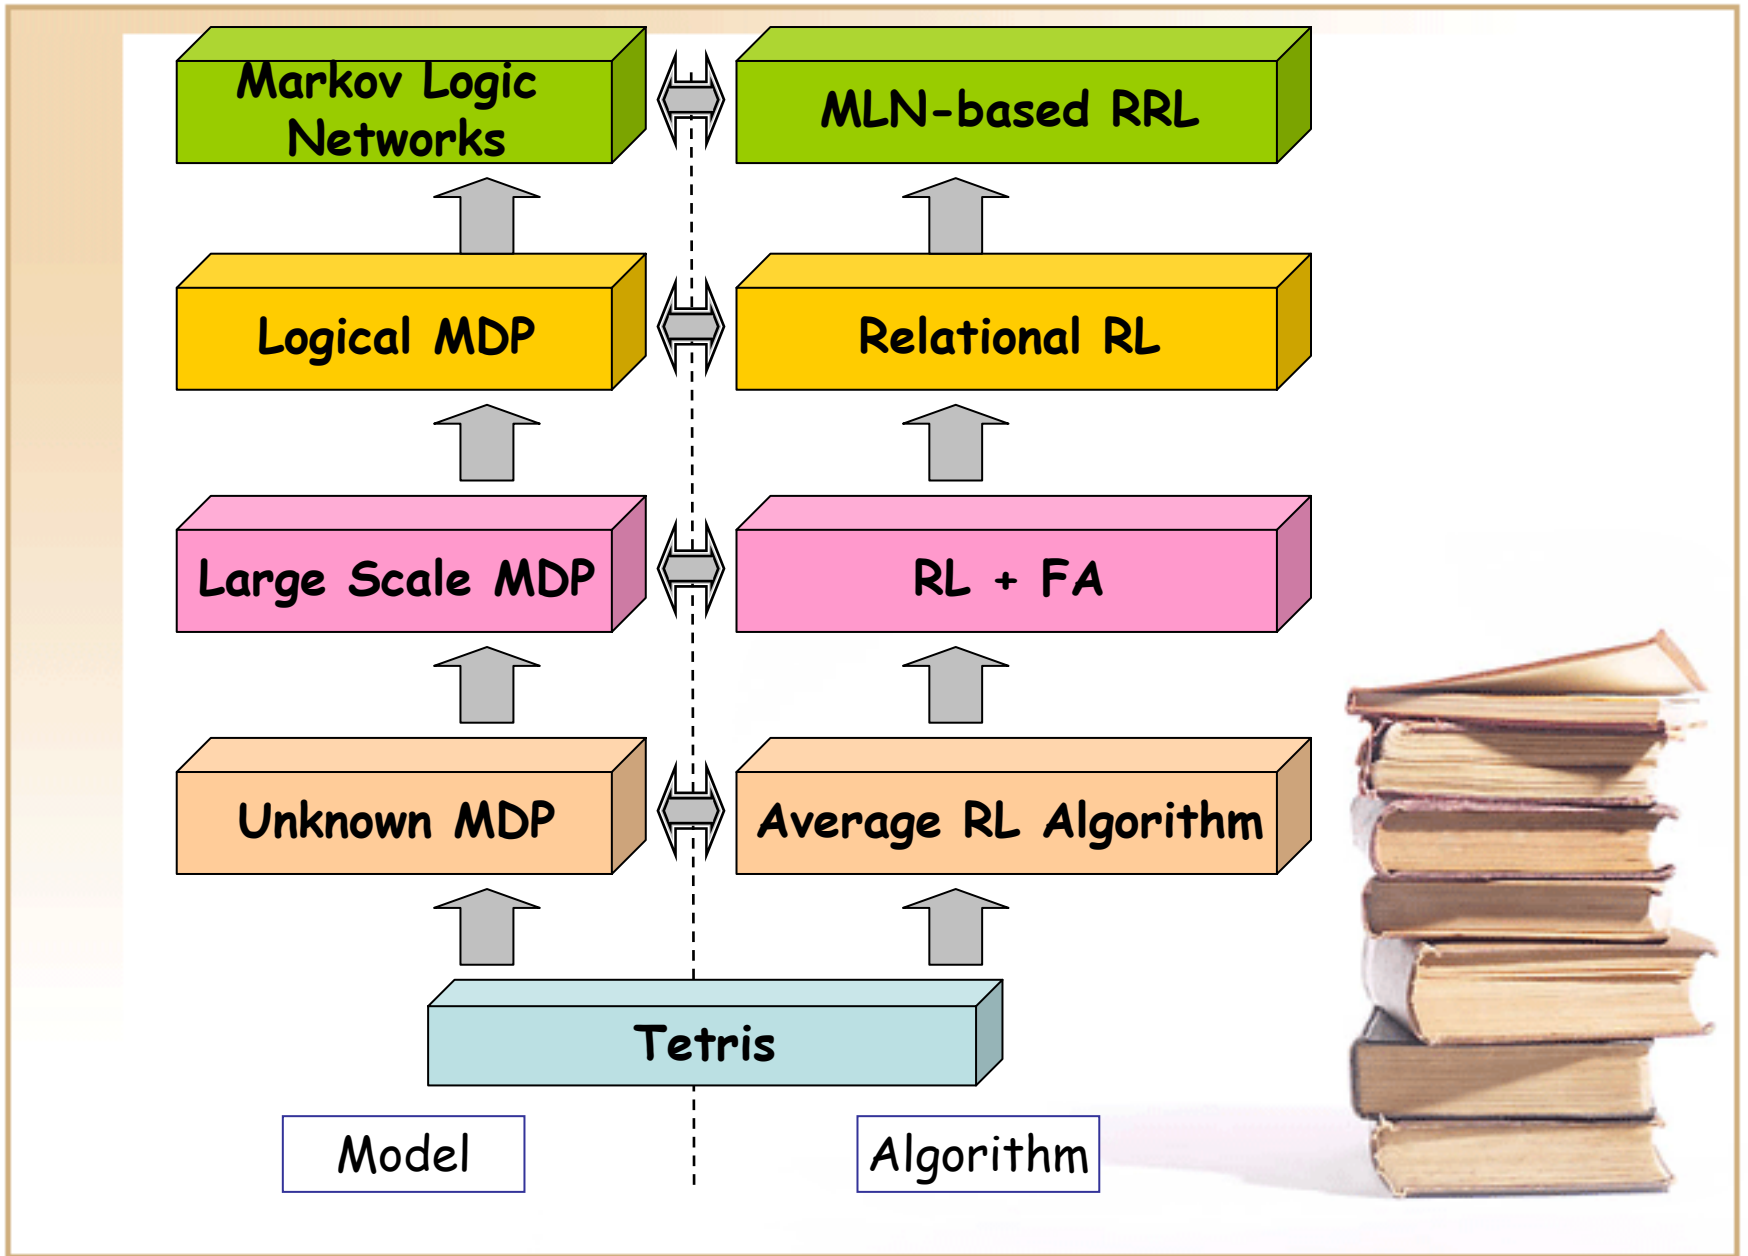 Markov Logic
Networks
MLN-based RRL
Logical MDP
Relational RL
Large Scale MDP
RL + FA
Unknown MDP
Average RL Algorithm
Tetris
Model
Algorithm